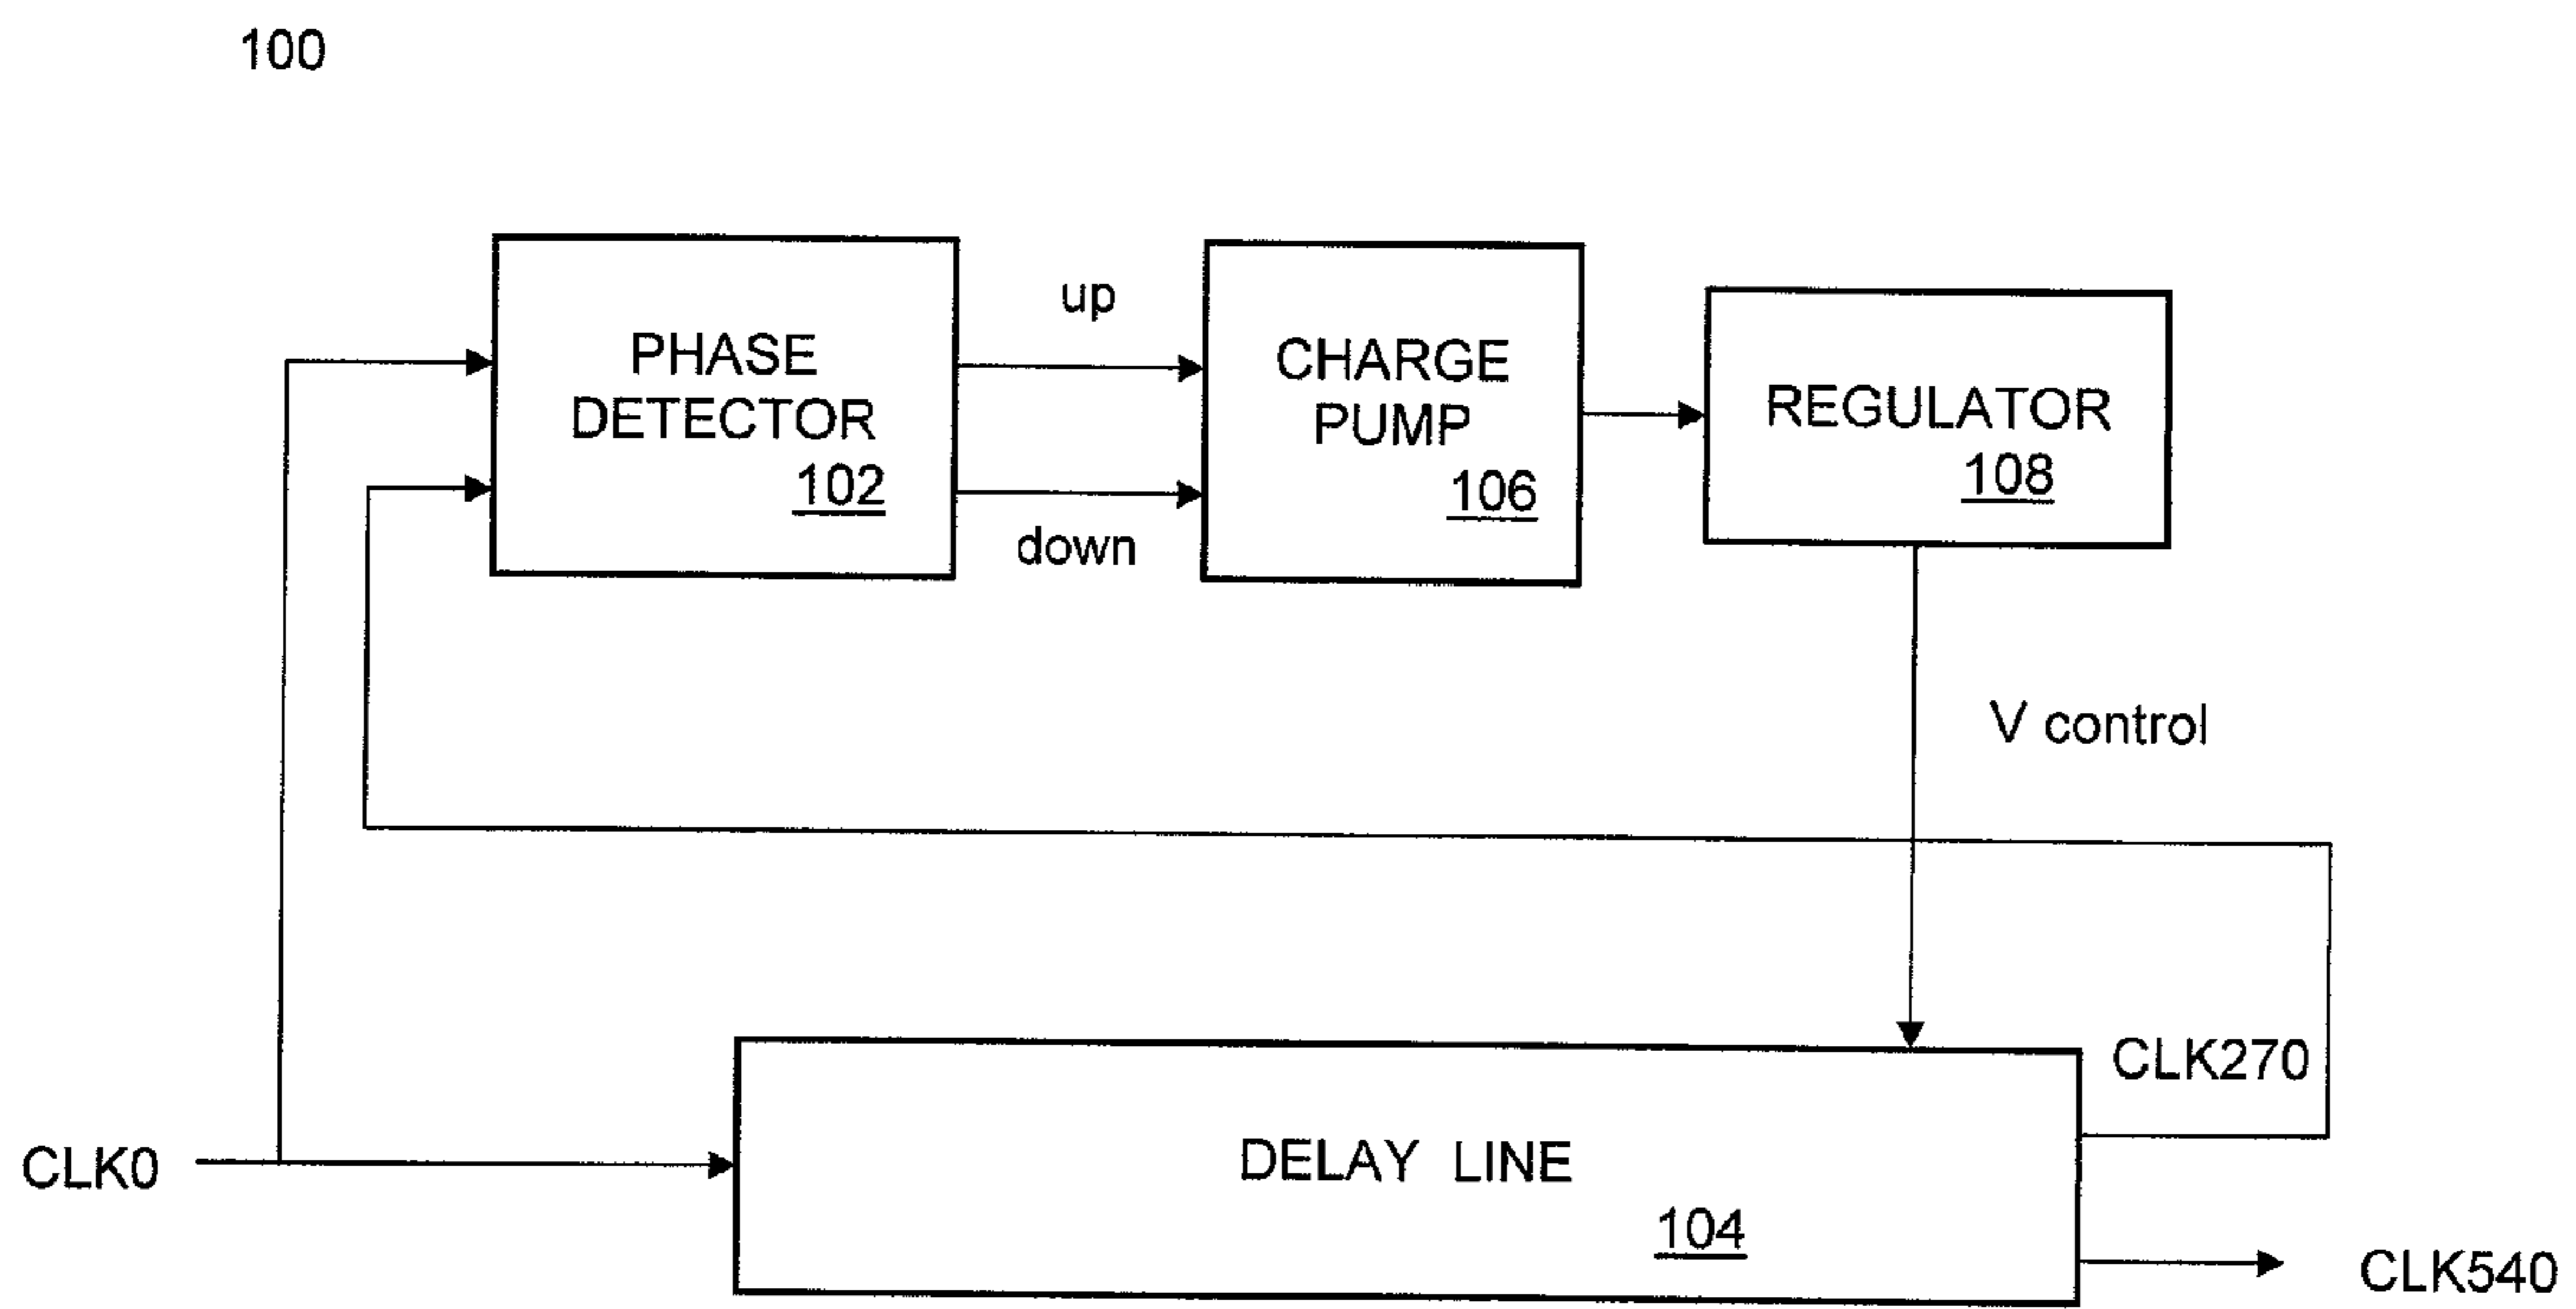 100
PHASE
DETECTOR
102
up
down
CHARGE
PUMP
106
REGULATOR
108
V control
CLK270
CLK0
DELAY LINE
104
CLK540